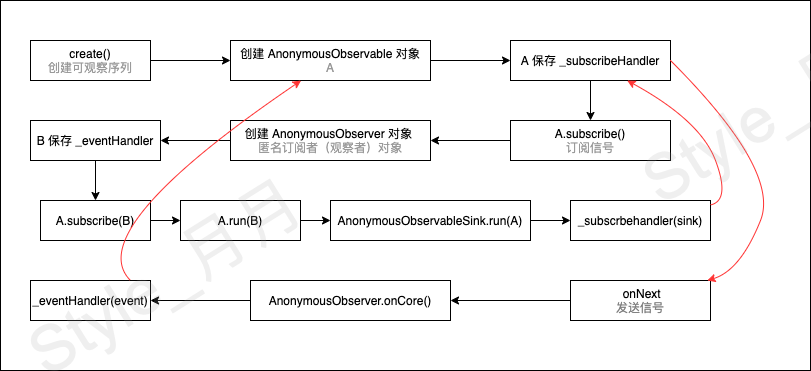 create()
创建可观察序列
创建 AnonymousObservable 对象
A
A 保存 _subscribeHandler
B 保存 _eventHandler
创建 AnonymousObserver 对象
匿名订阅者（观察者）对象
A.subscribe()
订阅信号
A.subscribe(B)
A.run(B)
AnonymousObservableSink.run(A)
_subscrbehandler(sink)
_eventHandler(event)
AnonymousObserver.onCore()
onNext
发送信号
Style_月月
Style_月